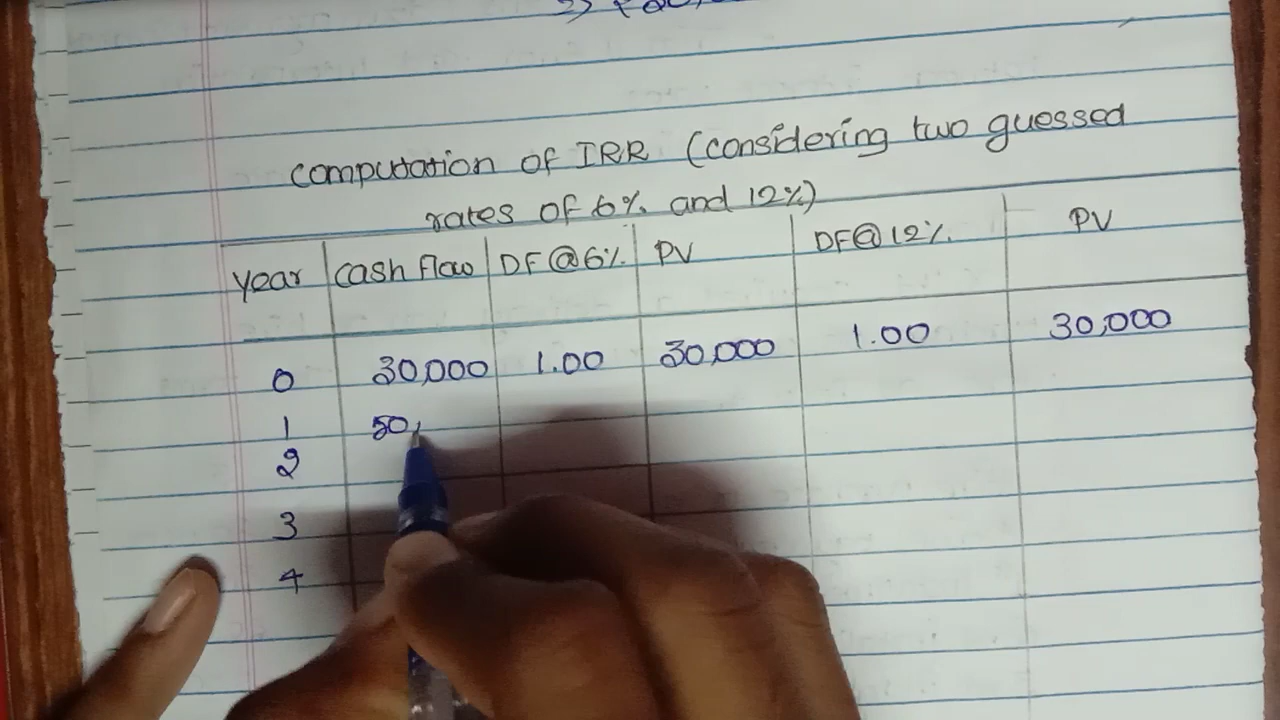 computation of IRR (considering two guessed
rates of 6% and 12%)
Year Cash flow DF@6% PV DF@12% PV
0 30,000 1.00 30,000 1.00 30,000
1 50,
2
3
4